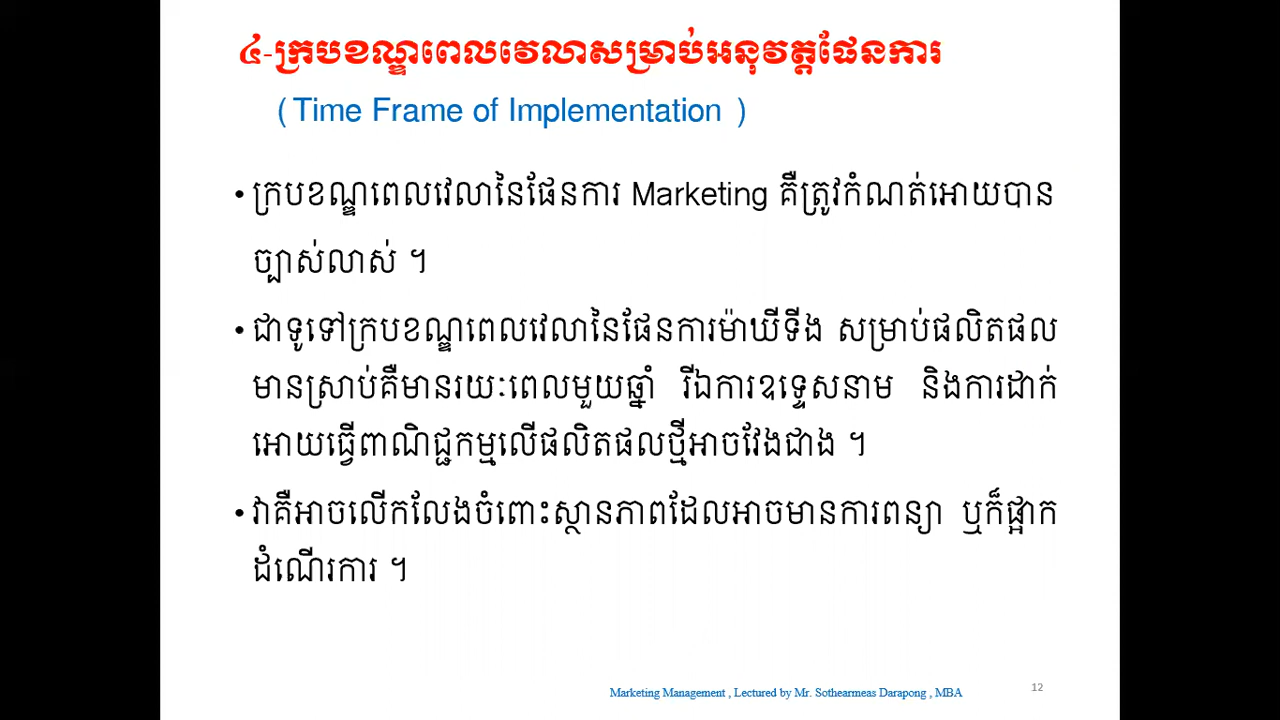 ៤-ក្របខណ្ឌពេលវេលាសម្រាប់អនុវត្តផែនការ
( Time Frame of Implementation )
• ក្របខណ្ឌពេលវេលានៃផែនការ Marketing គឺត្រូវកំណត់អោយបាន
ច្បាស់លាស់ ។
• ជាទូទៅក្របខណ្ឌពេលវេលានៃផែនការម៉ាឃីទីង សម្រាប់ផលិតផល
មានស្រាប់គឺមានរយៈពេលមួយឆ្នាំ រីឯការឧទ្ទេសនាម និងការដាក់
អោយធ្វើពាណិជ្ជកម្មលើផលិតផលថ្មីអាចវែងជាង ។
• វាគឺអាចលើកលែងចំពោះស្ថានភាពដែលអាចមានការពន្យា ឬក៏ផ្អាក
ដំណើរការ ។
Marketing Management , Lectured by Mr. Sothearmeas Darapong , MBA
12